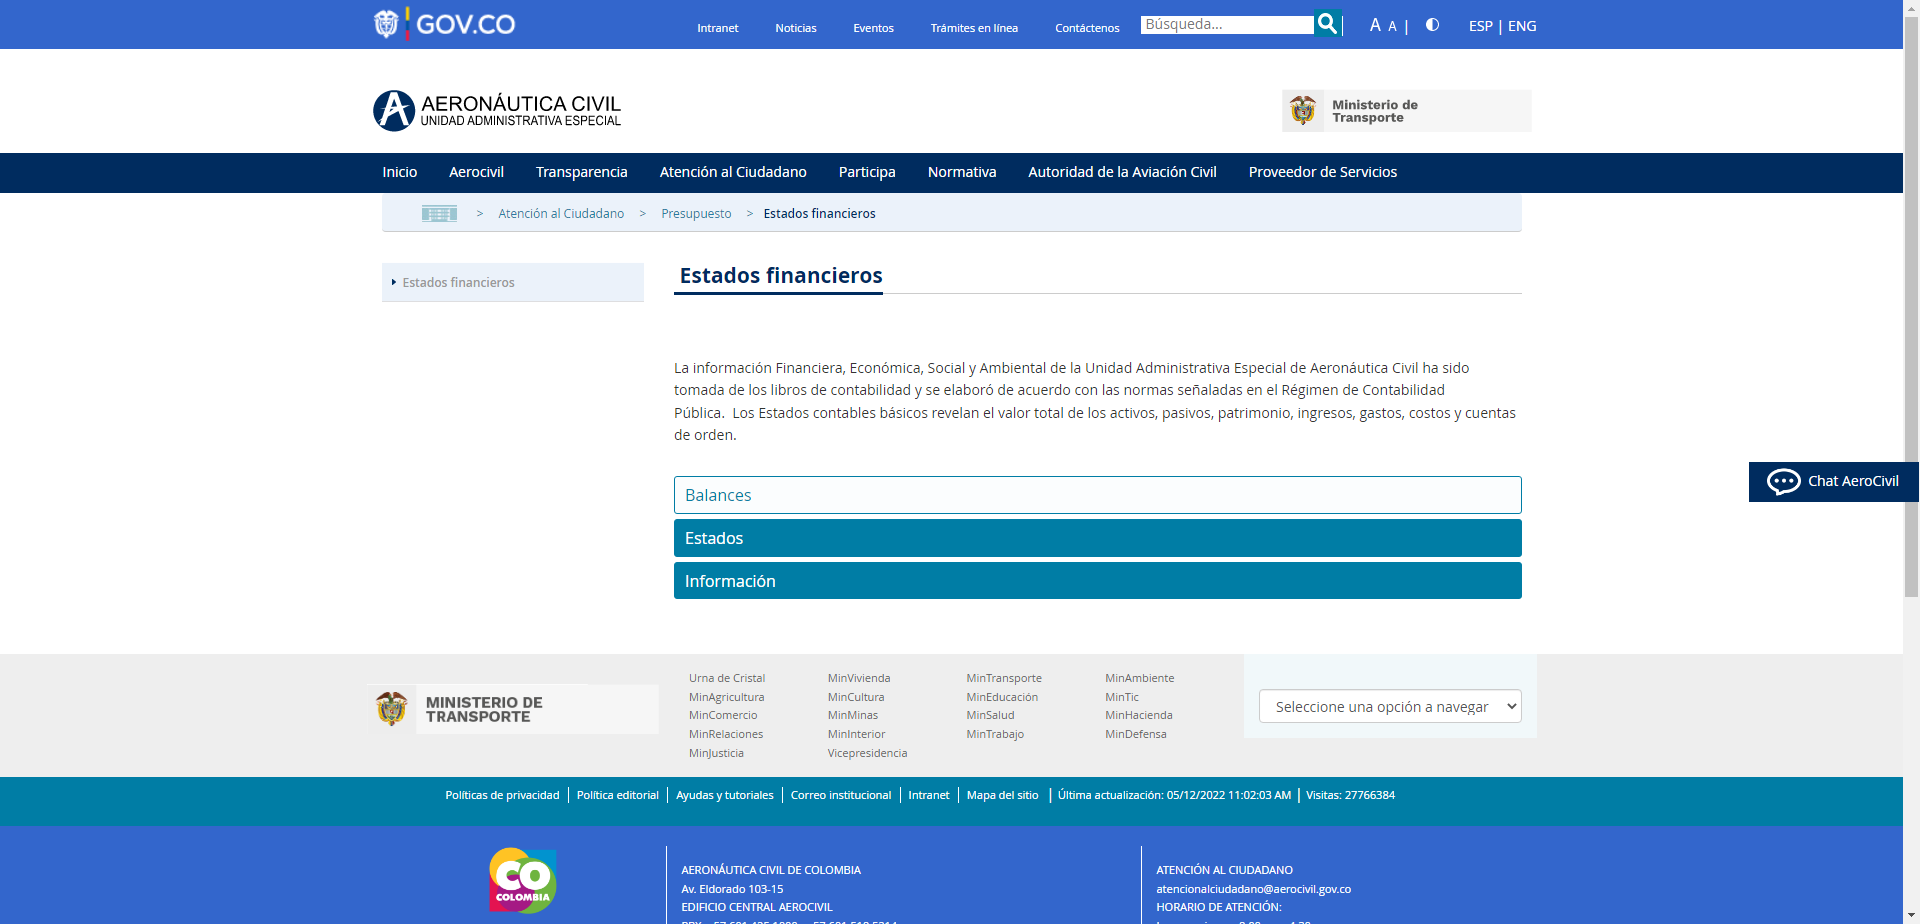 GOV.CO
Intranet
Noticias
Eventos
Trámites en línea
Contáctenos
Búsqueda...
A A |
ESP | ENG
AERONÁUTICA CIVIL
UNIDAD ADMINISTRATIVA ESPECIAL
Ministerio de
Transporte
Inicio
Aerocivil
Transparencia
Atención al Ciudadano
Participa
Normativa
Autoridad de la Aviación Civil
Proveedor de Servicios
> Atención al Ciudadano > Presupuesto > Estados financieros
Estados financieros
Estados financieros
La información Financiera, Económica, Social y Ambiental de la Unidad Administrativa Especial de Aeronáutica Civil ha sido
tomada de los libros de contabilidad y se elaboró de acuerdo con las normas señaladas en el Régimen de Contabilidad
Pública.  Los Estados contables básicos revelan el valor total de los activos, pasivos, patrimonio, ingresos, gastos, costos y cuentas
de orden.
Balances
Estados
Información
Chat AeroCivil
MINISTERIO DE
TRANSPORTE
Urna de Cristal
MinAgricultura
MinComercio
MinRelaciones
MinJusticia
MinVivienda
MinCultura
MinMinas
MinInterior
Vicepresidencia
MinTransporte
MinEducación
MinSalud
MinTrabajo
MinAmbiente
MinTic
MinHacienda
MinDefensa
Seleccione una opción a navegar
Políticas de privacidad | Política editorial | Ayudas y tutoriales | Correo institucional | Intranet | Mapa del sitio | Última actualización: 05/12/2022 11:02:03 AM | Visitas: 27766384
CO
COLOMBIA
AERONÁUTICA CIVIL DE COLOMBIA
Av. Eldorado 103-15
EDIFICIO CENTRAL AEROCIVIL
ATENCIÓN AL CIUDADANO
atencionalciudadano@aerocivil.gov.co
HORARIO DE ATENCIÓN: